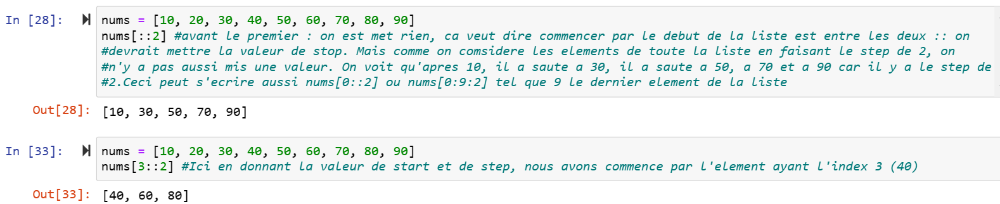 In [28]: nums = [10, 20, 30, 40, 50, 60, 70, 80, 90]
nums[::2] #avant le premier : on est met rien, ca veut dire commencer par le debut de la liste est entre les deux :: on
#devrait mettre la valeur de stop. Mais comme on comsidere les elements de toute la liste en faisant le step de 2, on
#n'y a pas aussi mis une valeur. On voit qu'apres 10, il a saute a 30, il a saute a 50, a 70 et a 90 car il y a le step de
#2.Ceci peut s'ecrire aussi nums[0::2] ou nums[0:9:2] tel que 9 le dernier element de la liste
Out[28]: [10, 30, 50, 70, 90]
In [33]: nums = [10, 20, 30, 40, 50, 60, 70, 80, 90]
nums[3::2] #Ici en donnant la valeur de start et de step, nous avons commence par l'element ayant l'index 3 (40)
Out[33]: [40, 60, 80]